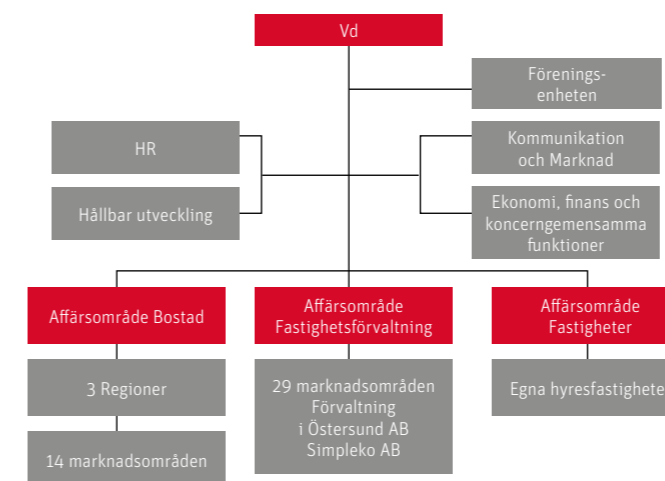 Vd
Förenings-
enheten
HR
Kommunikation
och Marknad
Hållbar utveckling
Ekonomi, finans och
koncerngemensamma
funktioner
Affärsområde Bostad
Affärsområde
Fastighetsförvaltning
Affärsområde
Fastigheter
3 Regioner
29 marknadsområden
Förvaltning
i Östersund AB
Simpleko AB
Egna hyresfastighete
14 marknadsområden